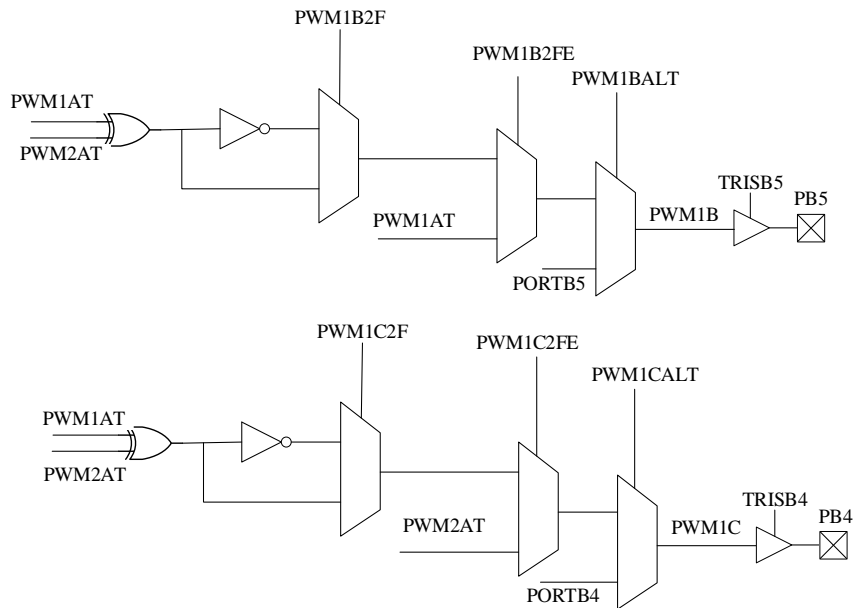 PWM1B2F
PWM1B2FE
PWM1BALT
PWM1AT
PWM2AT
TRISB5
PB5
PWM1AT
PWM1B
PORTB5
PWM1C2F
PWM1C2FE
PWM1CALT
PWM1AT
PWM2AT
TRISB4
PB4
PWM2AT
PWM1C
PORTB4